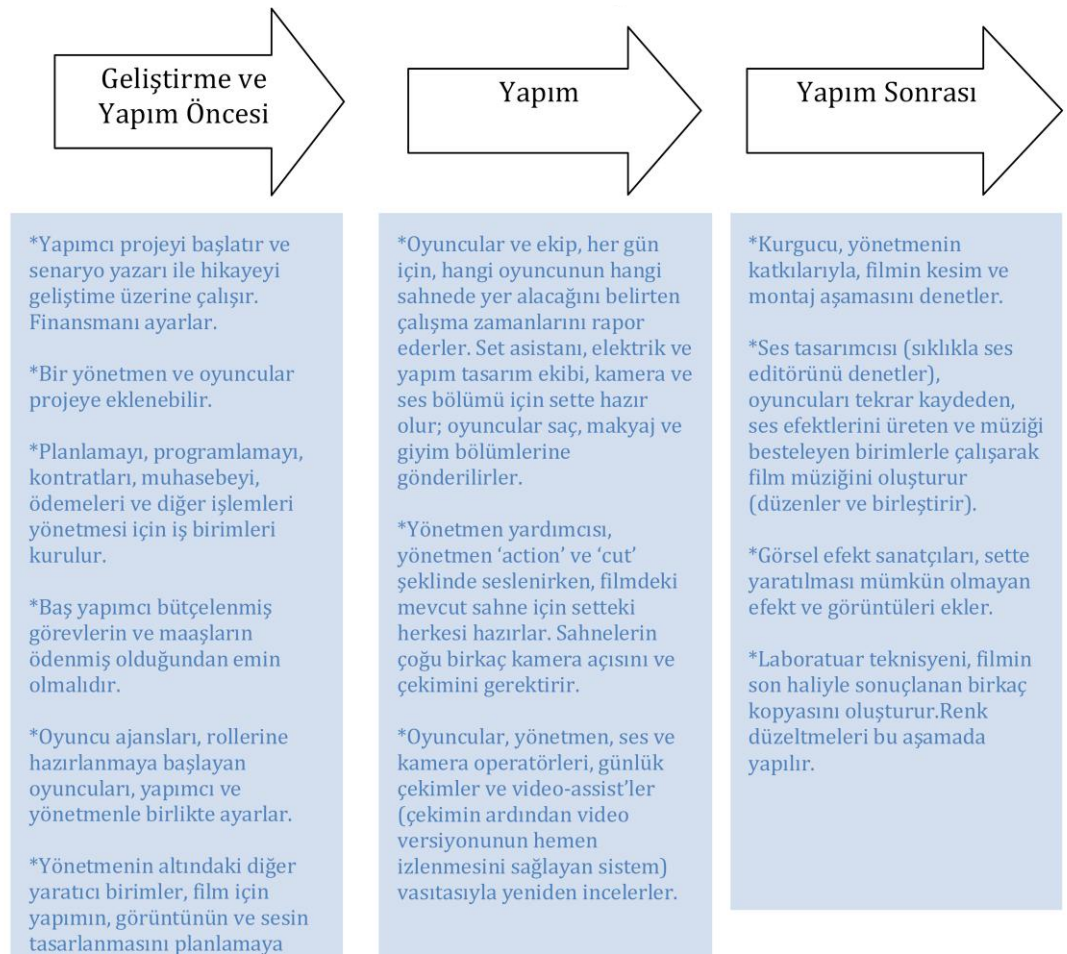 Geliştirme ve
Yapım Öncesi
Yapım
Yapım Sonrası
*Yapımcı projeyi başlatır ve
senaryo yazarı ile hikayeyi
geliştime üzerine çalışır.
Finansmanı ayarlar.
*Bir yönetmen ve oyuncular
projeye eklenebilir.
*Planlamayı, programlamayı,
kontratları, muhasebeyi,
ödemeleri ve diğer işlemleri
yönetmesi için iş birimleri
kurulur.
*Baş yapımcı bütçelenmiş
görevlerin ve maaşların
ödenmiş olduğundan emin
olmalıdır.
*Oyuncu ajansları, rollerine
hazırlanmaya başlayan
oyuncuları, yapımcı ve
yönetmenle birlikte ayarlar.
*Yönetmenin altındaki diğer
yaratıcı birimler, film için
yapımın, görüntünün ve sesin
tasarlanmasını planlamaya
*Oyuncular ve ekip, her gün
için, hangi oyuncunun hangi
sahnede yer alacağını belirten
çalışma zamanlarını rapor
ederler. Set asistanı, elektrik ve
yapım tasarım ekibi, kamera ve
ses bölümü için sette hazır
olur; oyuncular saç, makyaj ve
giyim bölümlerine
gönderilirler.
*Yönetmen yardımcısı,
yönetmen ‘action’ ve ‘cut’
şeklinde seslenirken, filmdeki
mevcut sahne için setteki
herkesi hazırlar. Sahnelerin
çoğu birkaç kamera açısını ve
çekimini gerektirir.
*Oyuncular, yönetmen, ses ve
kamera operatörleri, günlük
çekimler ve video-assist’ler
(çekimin ardından video
versiyonunun hemen
izlenmesini sağlayan sistem)
vasıtasıyla yeniden incelerler.
*Kurgucu, yönetmenin
katkılarıyla, filmin kesim ve
montaj aşamasını denetler.
*Ses tasarımcısı (sıklıkla ses
editörünü denetler),
oyuncuları tekrar kaydeden,
ses efektlerini üreten ve müziği
besteleyen birimlerle çalışarak
film müziğini oluşturur
(düzenler ve birleştirir).
*Görsel efekt sanatçıları, sette
yaratılması mümkün olmayan
efekt ve görüntüleri ekler.
*Laboratuar teknisyeni, filmin
son haliyle sonuçlanan birkaç
kopyasını oluşturur.Renk
düzeltmeleri bu aşamada
yapılır.